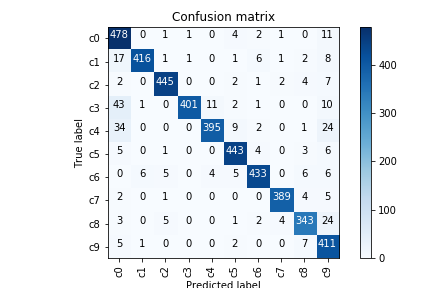 Confusion matrix
c0 478 0 1 1 0 4 2 1 0 11
c1 17 416 1 1 0 1 6 1 2 8
c2 2 0 445 0 0 2 1 2 4 7
c3 43 1 0 401 11 2 1 0 0 10
c4 34 0 0 0 395 9 2 0 1 24
c5 5 0 1 0 0 443 4 0 3 6
c6 0 6 5 0 4 5 433 0 6 6
c7 2 0 1 0 0 0 0 389 4 5
c8 3 0 5 0 0 1 2 4 343 24
c9 5 1 0 0 0 2 0 0 7 411
c0 c1 c2 c3 c4 c5 c6 c7 c8 c9
True label
Predicted label
400
300
200
100
0